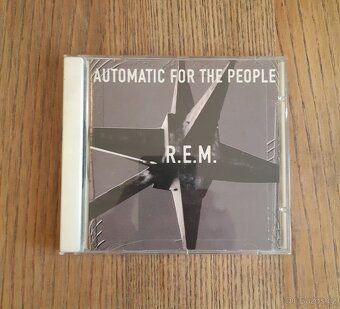 AUTOMATIC FOR THE PEOPLE
R.E.M.